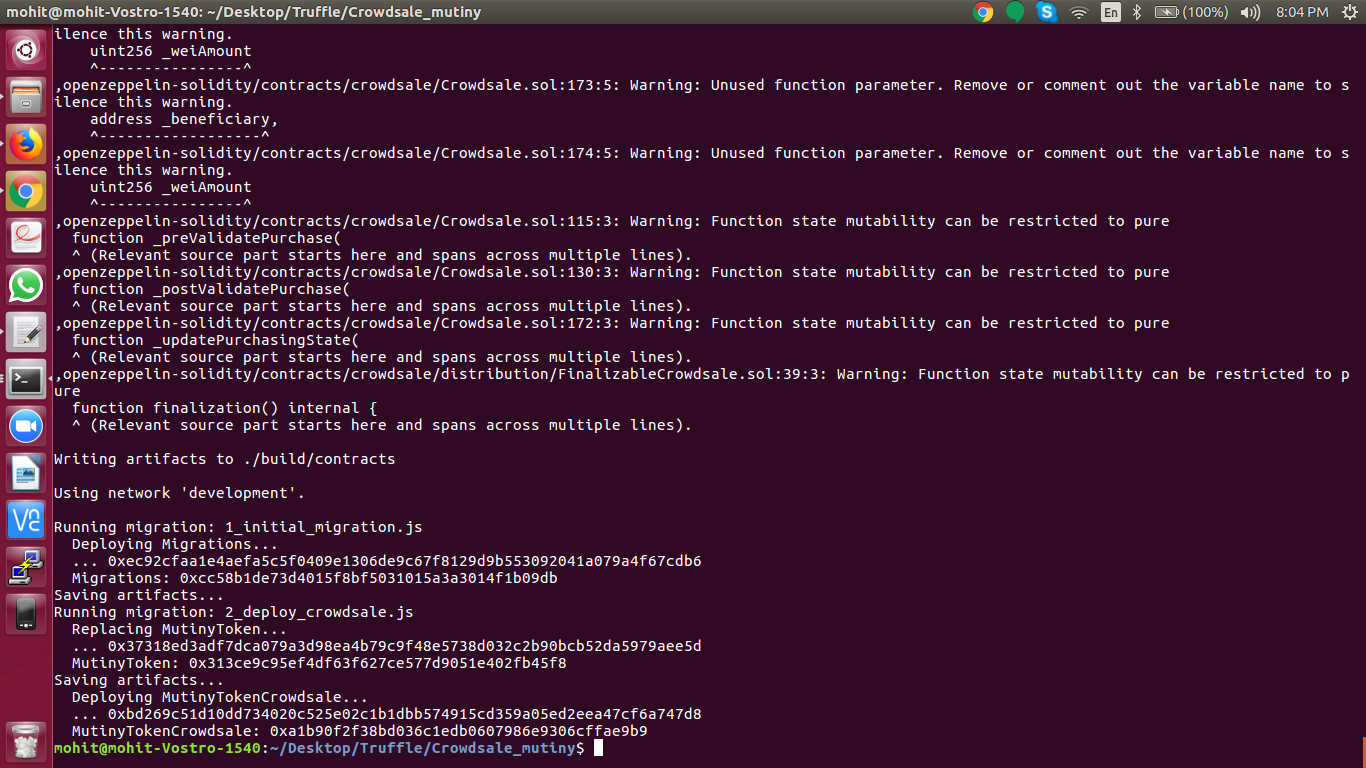 mohit@mohit-Vostro-1540: ~/Desktop/Truffle/Crowdsale_mutiny
En
(100%)
8:04 PM
ilence this warning.
    uint256 _weiAmount
    ^----------------^
,openzeppelin-solidity/contracts/crowdsale/Crowdsale.sol:173:5: Warning: Unused function parameter. Remove or comment out the variable name to s
ilence this warning.
    address _beneficiary,
    ^------------------^
,openzeppelin-solidity/contracts/crowdsale/Crowdsale.sol:174:5: Warning: Unused function parameter. Remove or comment out the variable name to s
ilence this warning.
    uint256 _weiAmount
    ^----------------^
,openzeppelin-solidity/contracts/crowdsale/Crowdsale.sol:115:3: Warning: Function state mutability can be restricted to pure
  function _preValidatePurchase(
  ^ (Relevant source part starts here and spans across multiple lines).
,openzeppelin-solidity/contracts/crowdsale/Crowdsale.sol:130:3: Warning: Function state mutability can be restricted to pure
  function _postValidatePurchase(
  ^ (Relevant source part starts here and spans across multiple lines).
,openzeppelin-solidity/contracts/crowdsale/Crowdsale.sol:172:3: Warning: Function state mutability can be restricted to pure
  function _updatePurchasingState(
  ^ (Relevant source part starts here and spans across multiple lines).
,openzeppelin-solidity/contracts/crowdsale/distribution/FinalizableCrowdsale.sol:39:3: Warning: Function state mutability can be restricted to p
ure
  function finalization() internal {
  ^ (Relevant source part starts here and spans across multiple lines).
Writing artifacts to ./build/contracts
Using network 'development'.
Running migration: 1_initial_migration.js
  Deploying Migrations...
  ... 0xec92cfaa1e4aefa5c5f0409e1306de9c67f8129d9b553092041a079a4f67cdb6
  Migrations: 0xcc58b1de73d4015f8bf5031015a3a3014f1b09db
Saving artifacts...
Running migration: 2_deploy_crowdsale.js
  Replacing MutinyToken...
  ... 0x37318ed3adf7dca079a3d98ea4b79c9f48e5738d032c2b90bcb52da5979aee5d
  MutinyToken: 0x313ce9c95ef4df63f627ce577d9051e402fb45f8
Saving artifacts...
  Deploying MutinyTokenCrowdsale...
  ... 0xbd269c51d10dd734020c525e02c1b1dbb574915cd359a05ed2eea47cf6a747d8
  MutinyTokenCrowdsale: 0xa1b90f2f38bd036c1edb0607986e9306cffae9b9
mohit@mohit-Vostro-1540:~/Desktop/Truffle/Crowdsale_mutiny$